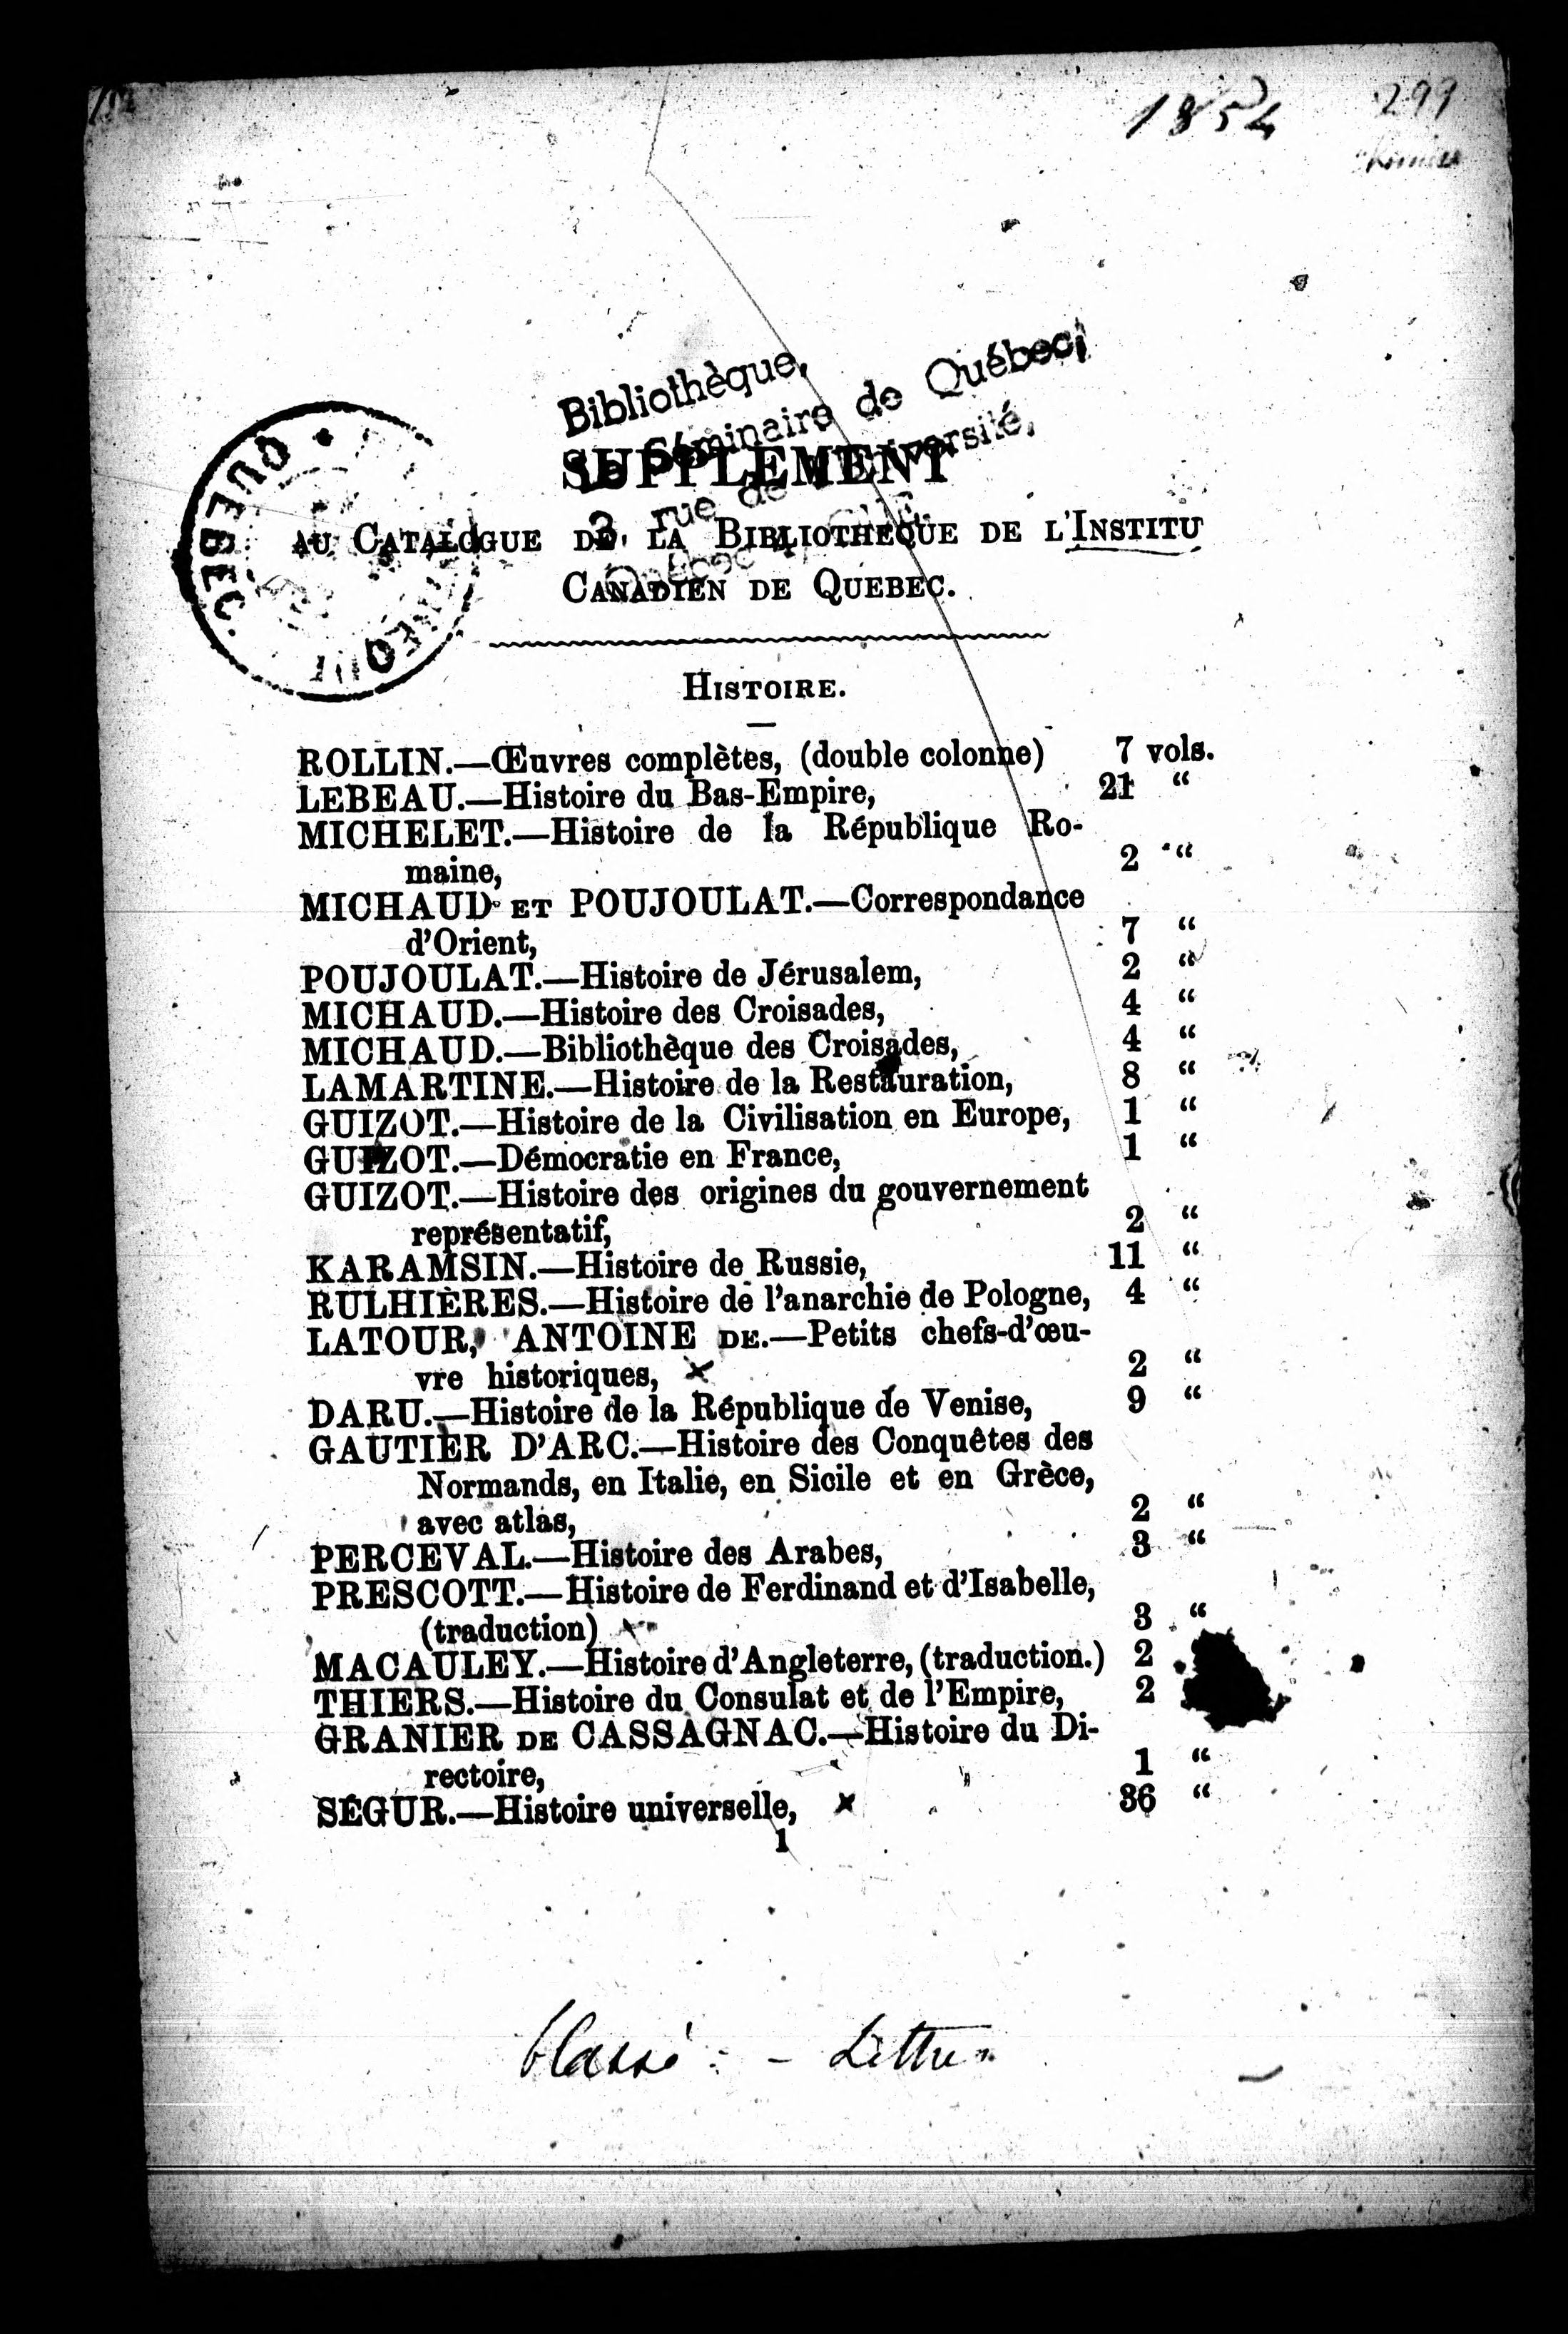 1854
299
Bibliothèque,
Le Séminaire de Québec,
3, rue de l'Université,
Québec
QUEBEC.
SUPPLEMENT
AU CATALOGUE DE LA BIBLIOTHEQUE DE L'INSTITU
CANADIEN DE QUEBEC.
HISTOIRE.
ROLLIN.—Œuvres complètes, (double colonne) 7 vols.
LEBEAU.—Histoire du Bas-Empire, 21 “
MICHELET.—Histoire de la République Ro-
maine, 2 “
MICHAUD ET POUJOULAT.—Correspondance
d'Orient, 7 “
POUJOULAT.—Histoire de Jérusalem, 2 “
MICHAUD.—Histoire des Croisades, 4 “
MICHAUD.—Bibliothèque des Croisades, 4 “
LAMARTINE.—Histoire de la Restauration, 8 “
GUIZOT.—Histoire de la Civilisation en Europe, 1 “
GUIZOT.—Démocratie en France, 1 “
GUIZOT.—Histoire des origines du gouvernement
représentatif, 2 “
KARAMSIN.—Histoire de Russie, 11 “
RULHIÈRES.—Histoire de l'anarchie de Pologne, 4 “
LATOUR, ANTOINE DE.—Petits chefs-d'œu-
vre historiques, x 2 “
DARU.—Histoire de la République de Venise, 9 “
GAUTIER D'ARC.—Histoire des Conquêtes des
Normands, en Italie, en Sicile et en Grèce,
avec atlas, 2 “
PERCEVAL.—Histoire des Arabes, 3 “
PRESCOTT.—Histoire de Ferdinand et d'Isabelle,
(traduction) x 3 “
MACAULEY.—Histoire d'Angleterre, (traduction.) 2
THIERS.—Histoire du Consulat et de l'Empire, 2
GRANIER DE CASSAGNAC.—Histoire du Di-
rectoire, 1 “
SÉGUR.—Histoire universelle, x 36 “
1
Classé : - Lettres